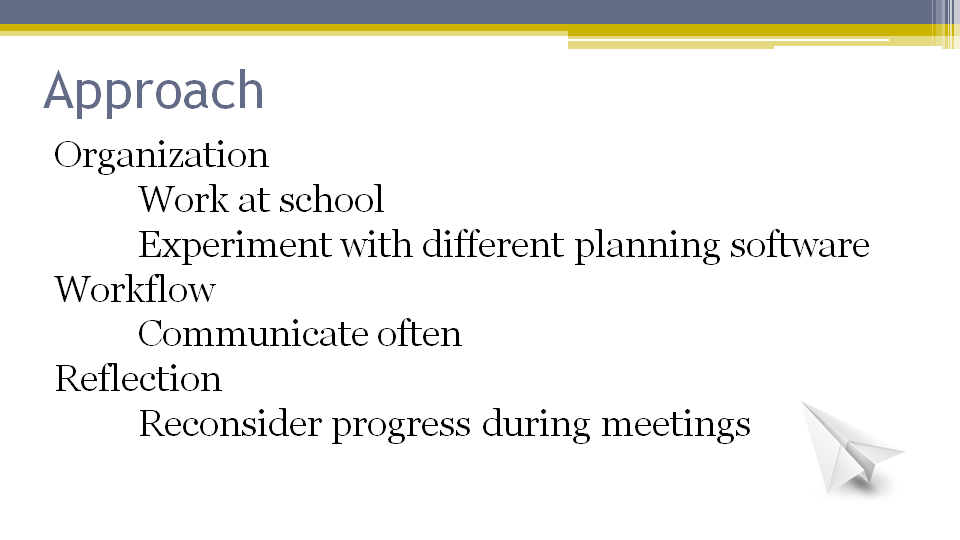 Approach
Organization
Work at school
Experiment with different planning software
Workflow
Communicate often
Reflection
Reconsider progress during meetings